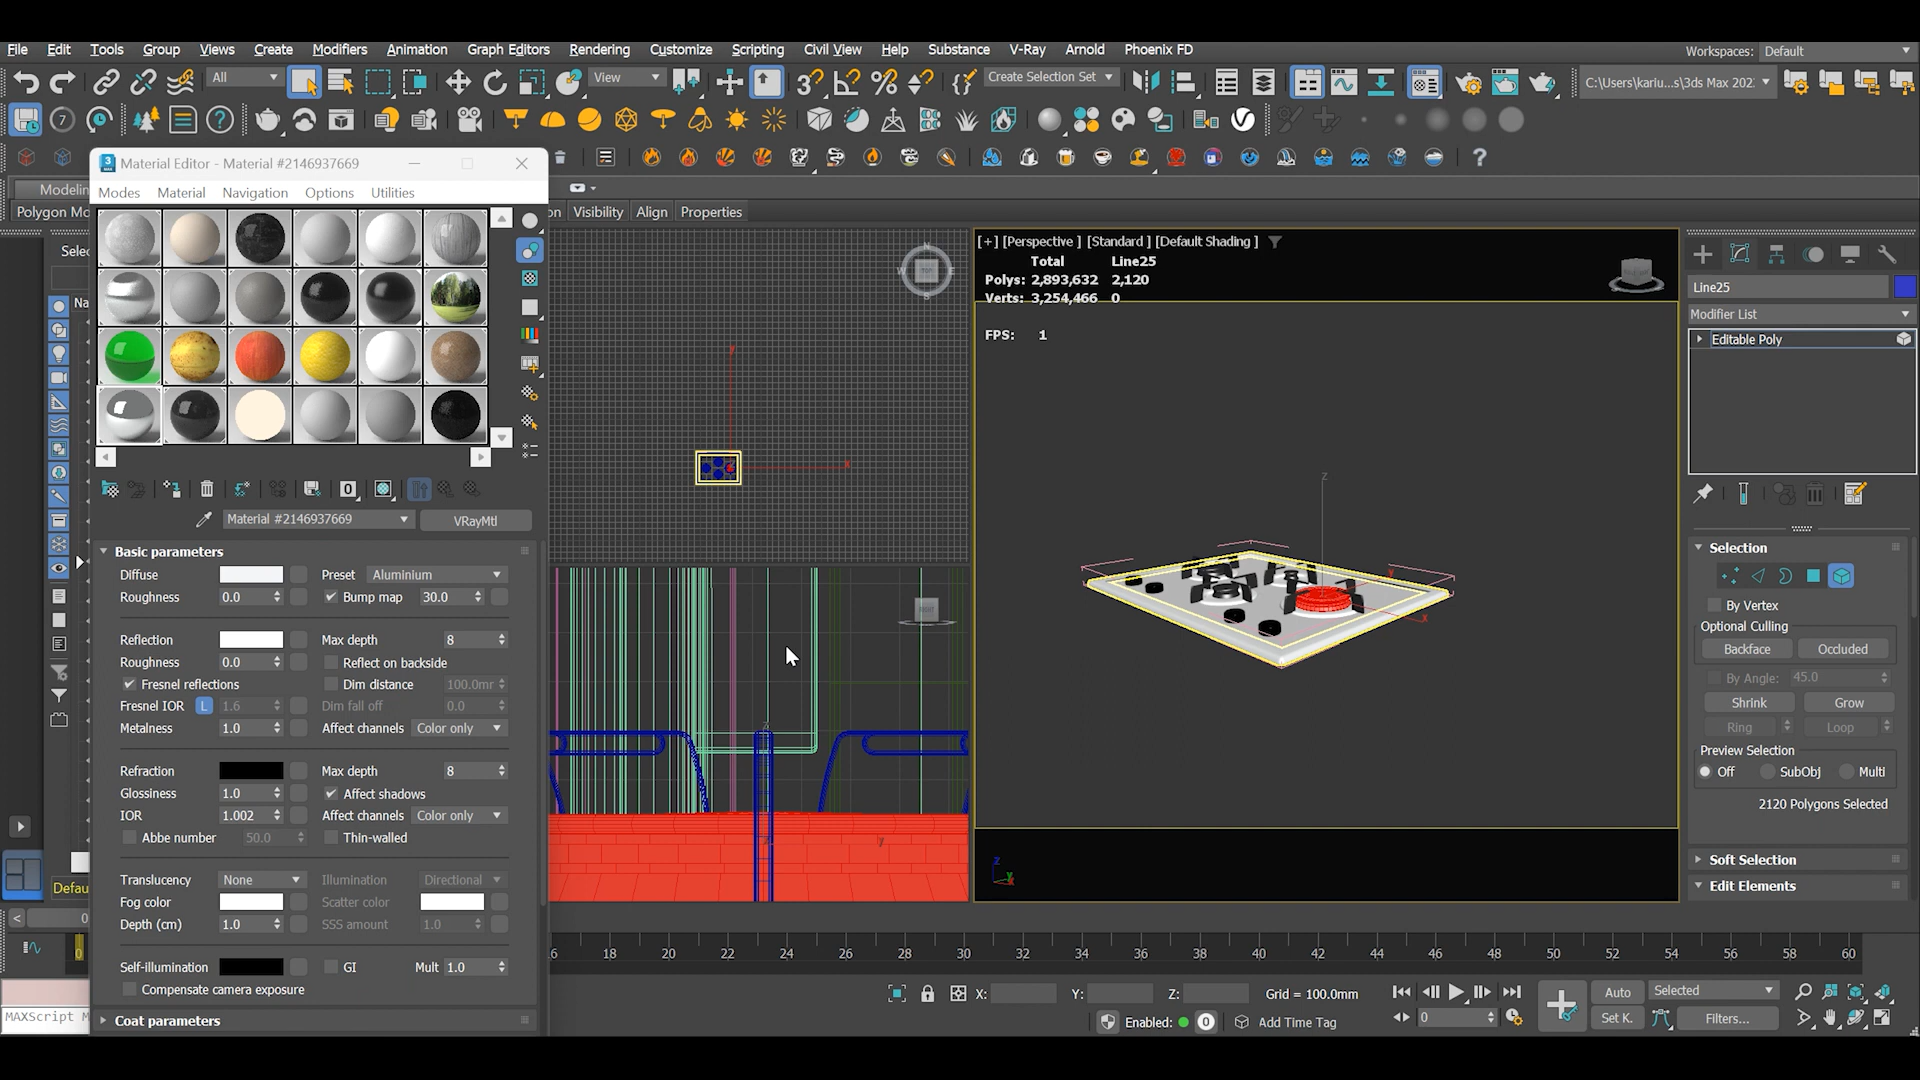 File Edit Tools Group Views Create Modifiers Animation Graph Editors Rendering Customize Scripting Civil View Help Substance V-Ray Arnold Phoenix FD Workspaces: Default
All View Create Selection Set C:\Users\kariu...s\3ds Max 202
Material Editor - Material #2146937669
Modes Material Navigation Options Utilities
Visibility Align Properties
[+] [Perspective ] [Standard ] [Default Shading ]
Total Line25
Polys: 2,893,632 2,120
Verts: 3,254,466 0
FPS: 1
Line25
Modifier List
Editable Poly
Material #2146937669 VRayMtl
Basic parameters
Diffuse Preset Aluminium
Roughness 0.0 Bump map 30.0
Reflection Max depth 8
Roughness 0.0 Reflect on backside
Fresnel reflections Dim distance 100.0mr
Fresnel IOR L 1.6 Dim fall off 0.0
Metalness 1.0 Affect channels Color only
Refraction Max depth 8
Glossiness 1.0 Affect shadows
IOR 1.002 Affect channels Color only
Abbe number 50.0 Thin-walled
Translucency None Illumination Directional
Fog color Scatter color
Depth (cm) 1.0 SSS amount 1.0
Self-illumination GI Mult 1.0
Compensate camera exposure
Coat parameters
Selection
By Vertex
Optional Culling
Backface Occluded
By Angle: 45.0
Shrink Grow
Ring Loop
Preview Selection
Off SubObj Multi
2120 Polygons Selected
Soft Selection
Edit Elements
22 24 26 28 30 32 34 36 38 40 42 44 46 48 50 52 54 56 58 60
X: Y: Z: Grid = 100.0mm
Auto Selected
Enabled: 0 Add Time Tag
0 Set K. Filters...
MAXScript M